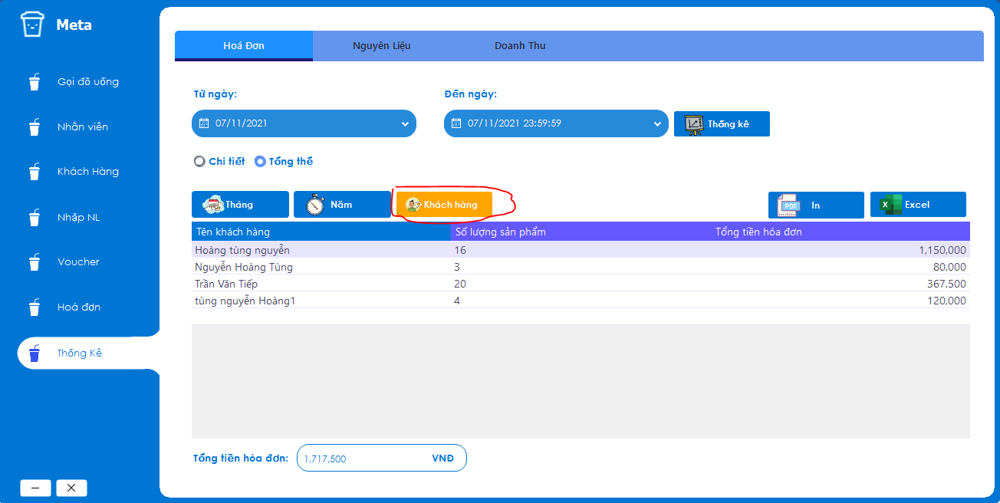 Meta
Gọi đồ uống
Nhân viên
Khách Hàng
Nhập NL
Voucher
Hoá đơn
Thống Kê
Hoá Đơn Nguyên Liệu Doanh Thu
Từ ngày: Đến ngày:
07/11/2021 07/11/2021 23:59:59 Thống kê
Chi tiết Tổng thể
Tháng Năm Khách hàng PDF In X Excel
Tên khách hàng Số lượng sản phẩm Tổng tiền hóa đơn
Hoàng tùng nguyễn 16 1,150,000
Nguyễn Hoàng Tùng 3 80,000
Trần Văn Tiếp 20 367,500
tùng nguyễn Hoàng1 4 120,000
Tổng tiền hóa đơn: 1,717,500 VNĐ